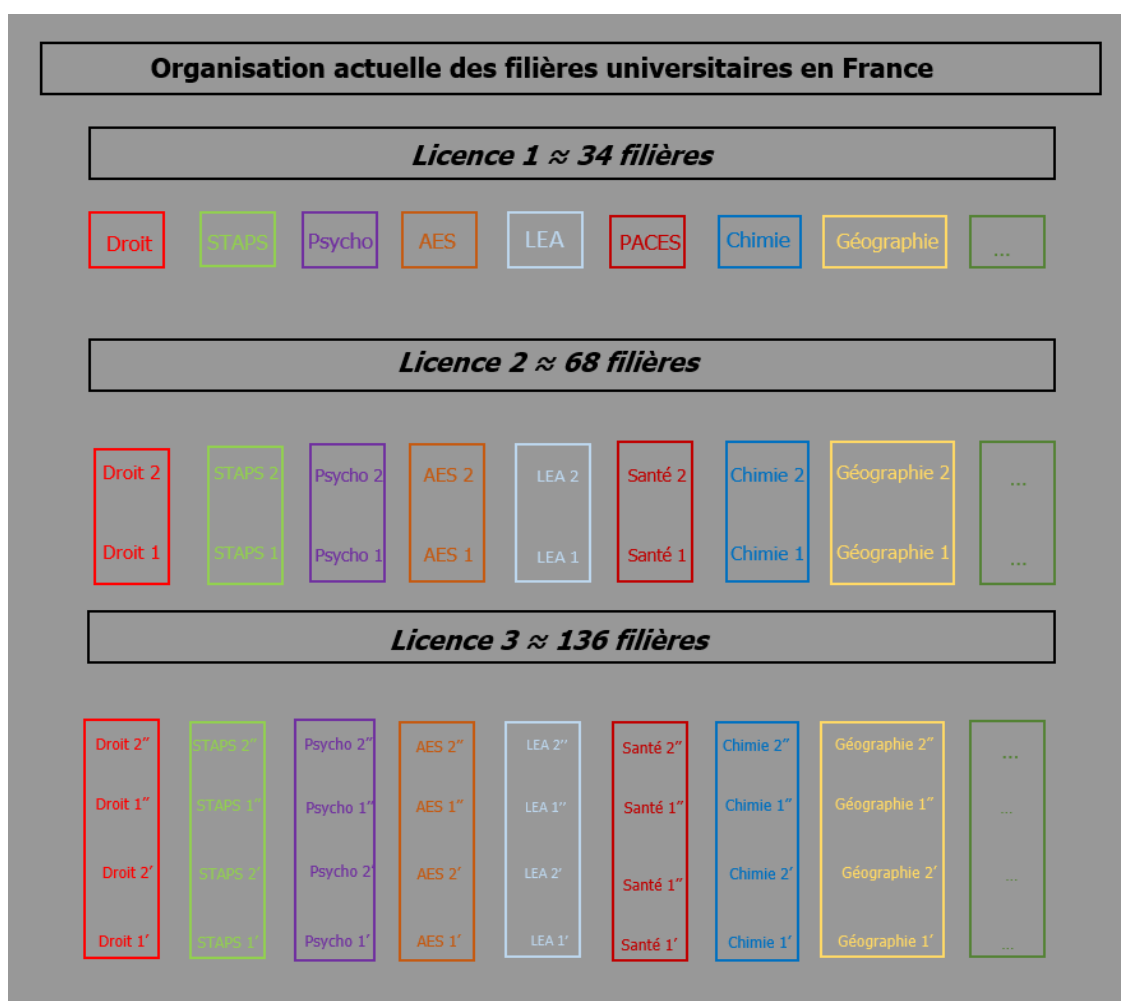 Organisation actuelle des filières universitaires en France
Licence 1 ≈ 34 filières
Droit STAPS Psycho AES LEA PACES Chimie Géographie ...
Licence 2 ≈ 68 filières
Droit 2 STAPS 2 Psycho 2 AES 2 LEA 2 Santé 2 Chimie 2 Géographie 2 ...
Droit 1 STAPS 1 Psycho 1 AES 1 LEA 1 Santé 1 Chimie 1 Géographie 1 ...
Licence 3 ≈ 136 filières
Droit 2″ STAPS 2″ Psycho 2″ AES 2″ LEA 2″ Santé 2″ Chimie 2″ Géographie 2″ ...
Droit 1″ STAPS 1″ Psycho 1″ AES 1″ LEA 1″ Santé 1″ Chimie 1″ Géographie 1″ ...
Droit 2′ STAPS 2′ Psycho 2′ AES 2′ LEA 2′ Santé 1″ Chimie 2′ Géographie 2′ ...
Droit 1′ STAPS 1′ Psycho 1′ AES 1′ LEA 1′ Santé 1′ Chimie 1′ Géographie 1′ ...